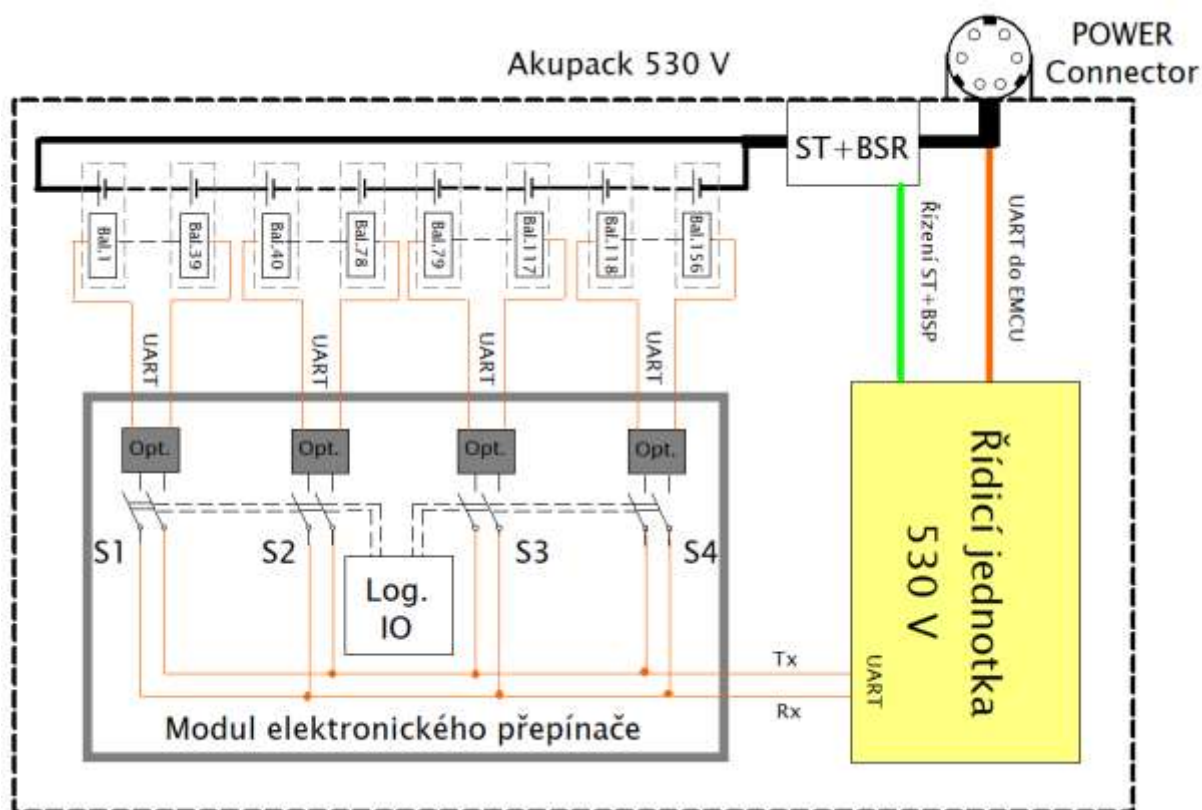 POWER
Connector
Akupack 530 V
ST+BSR
Bal.1
Bal.39
Bal.40
Bal.78
Bal.79
Bal.117
Bal.118
Bal.156
Řízení ST+BSP
UART do EMCU
UART
UART
UART
UART
Opt.
Opt.
Opt.
Opt.
S1
S2
S3
S4
Log.
IO
Řídicí jednotka
530 V
UART
Tx
Rx
Modul elektronického přepínače